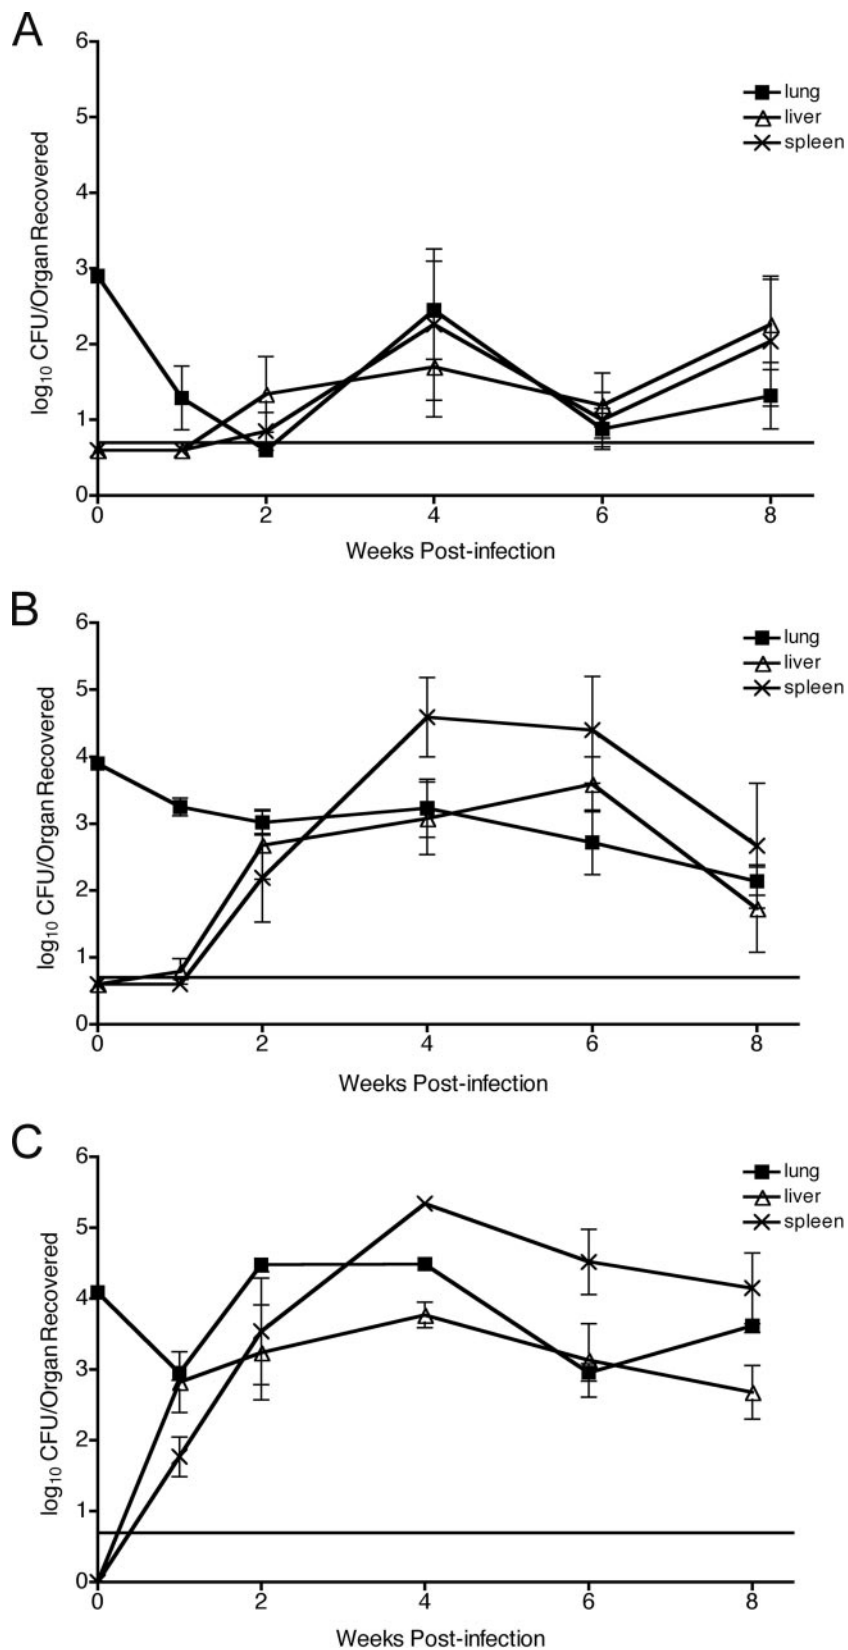 A
6
5
4
3
2
1
0
log10 CFU/Organ Recovered
lung
liver
spleen
0 2 4 6 8
Weeks Post-infection
B
6
5
4
3
2
1
0
log10 CFU/Organ Recovered
lung
liver
spleen
0 2 4 6 8
Weeks Post-infection
C
6
5
4
3
2
1
0
log10 CFU/Organ Recovered
lung
liver
spleen
0 2 4 6 8
Weeks Post-infection